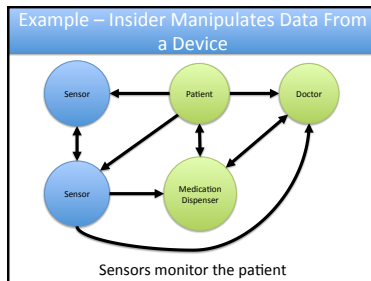 Example – Insider Manipulates Data From
a Device
Sensor
Patient
Doctor
Sensor
Medication
Dispenser
Sensors monitor the patient